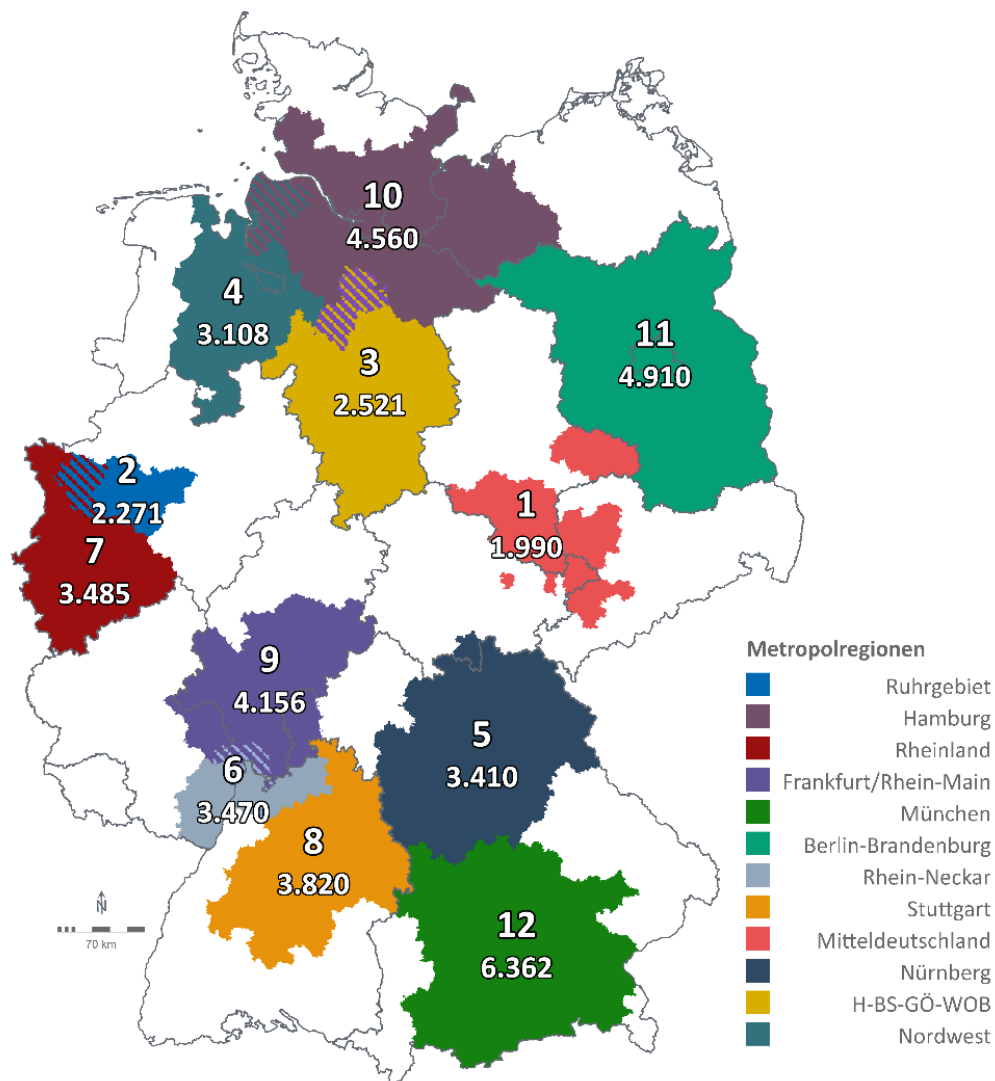 10
4.560
4
3.108
11
4.910
3
2.521
2
2.271
1
1.990
7
3.485
9
4.156
5
3.410
6
3.470
8
3.820
12
6.362
N
70 km
Metropolregionen
Ruhrgebiet
Hamburg
Rheinland
Frankfurt/Rhein-Main
München
Berlin-Brandenburg
Rhein-Neckar
Stuttgart
Mitteldeutschland
Nürnberg
H-BS-GÖ-WOB
Nordwest